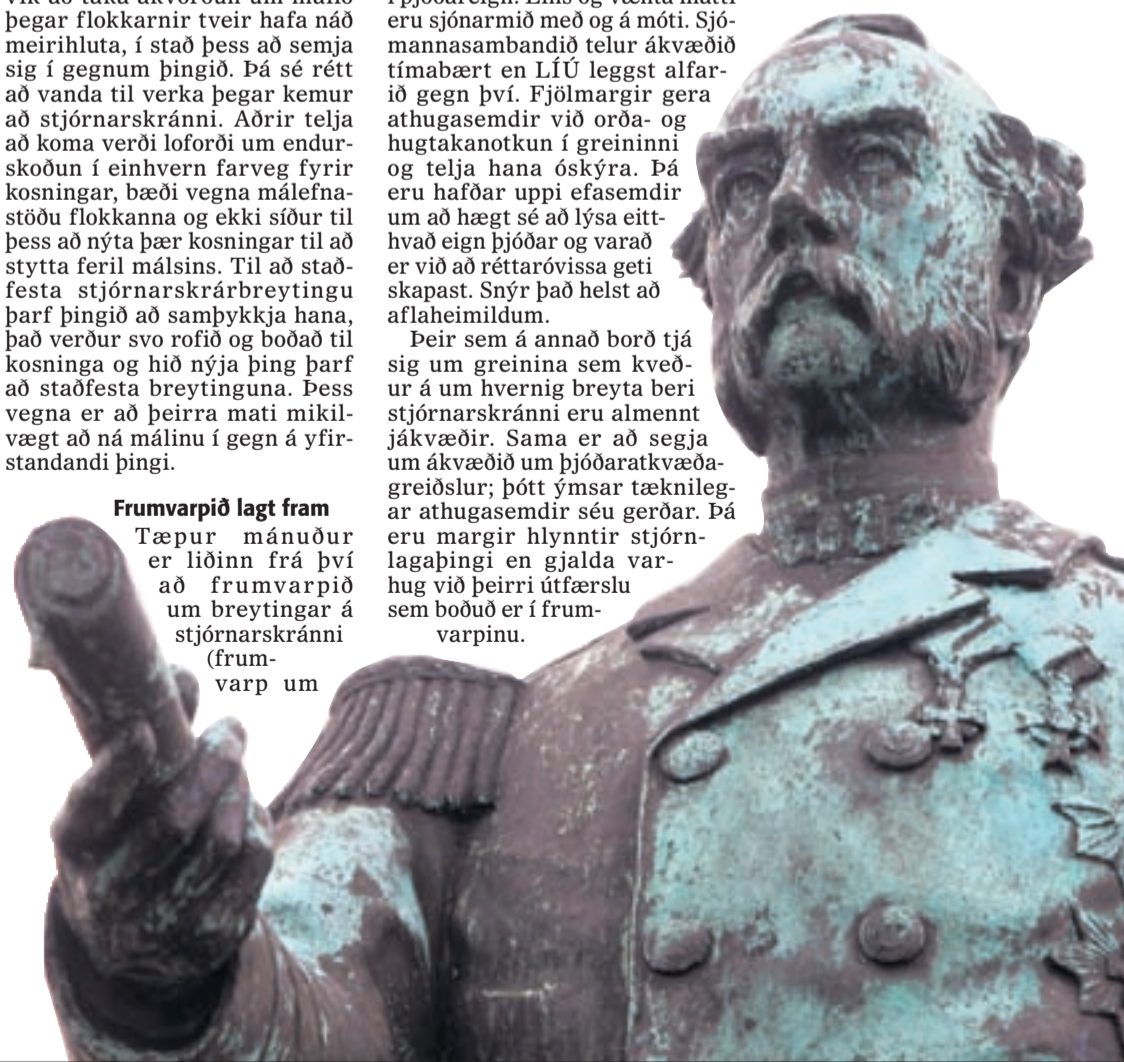 þegar flokkarnir tveir hafa náð
meirihluta, í stað þess að semja
sig í gegnum þingið. Þá sé rétt
að vanda til verka þegar kemur
að stjórnarskránni. Aðrir telja
að koma verði loforði um endur-
skoðun í einhvern farveg fyrir
kosningar, bæði vegna málefna-
stöðu flokkanna og ekki síður til
þess að nýta þær kosningar til að
stytta feril málsins. Til að stað-
festa stjórnarskrárbreytingu
þarf þingið að samþykkja hana,
það verður svo rofið og boðað til
kosninga og hið nýja þing þarf
að staðfesta breytinguna. Þess
vegna er að þeirra mati mikil-
vægt að ná málinu í gegn á yfir-
standandi þingi.
Frumvarpið lagt fram
Tæpur mánuður
er liðinn frá því
að frumvarpið
um breytingar á
stjórnarskránni
(frum-
varp um
eru sjónarmið með og á móti. Sjó-
mannasambandið telur ákvæðið
tímabært en LÍÚ leggst alfar-
ið gegn því. Fjölmargir gera
athugasemdir við orða- og
hugtakanotkun í greininni
og telja hana óskýra. Þá
eru hafðar uppi efasemdir
um að hægt sé að lýsa eitt-
hvað eign þjóðar og varað
er við að réttaróvissa geti
skapast. Snýr það helst að
aflaheimildum.
Þeir sem á annað borð tjá
sig um greinina sem kveð-
ur á um hvernig breyta beri
stjórnarskránni eru almennt
jákvæðir. Sama er að segja
um ákvæðið um þjóðaratkvæða-
greiðslur; þótt ýmsar tæknileg-
ar athugasemdir séu gerðar. Þá
eru margir hlynntir stjórn-
lagaþingi en gjalda var-
hug við þeirri útfærslu
sem boðuð er í frum-
varpinu.